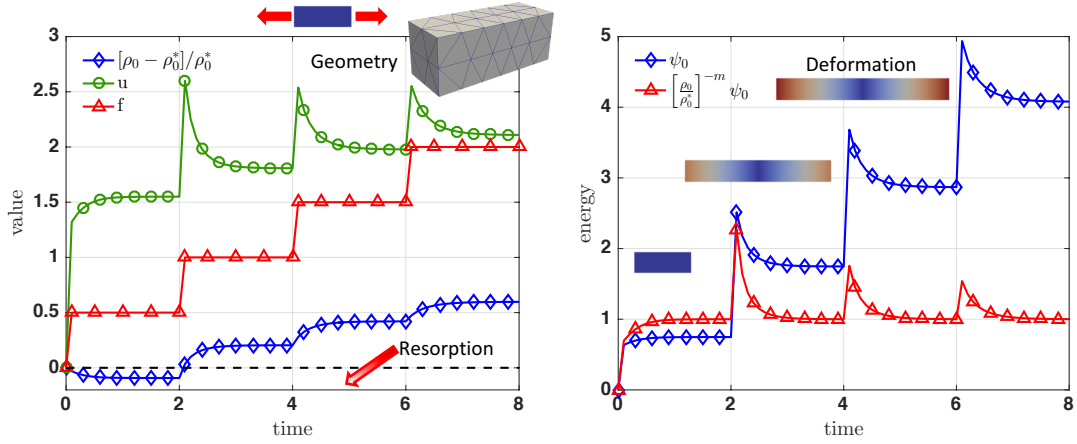 3
2.5
2
1.5
1
0.5
0
0
2
4
6
8
value
time
[ρ₀ − ρ₀*]/ρ₀*
u
f
Geometry
Resorption
5
4
3
2
1
0
0
2
4
6
8
energy
time
ψ₀
[ρ₀/ρ₀*]⁻ᵐ ψ₀
Deformation